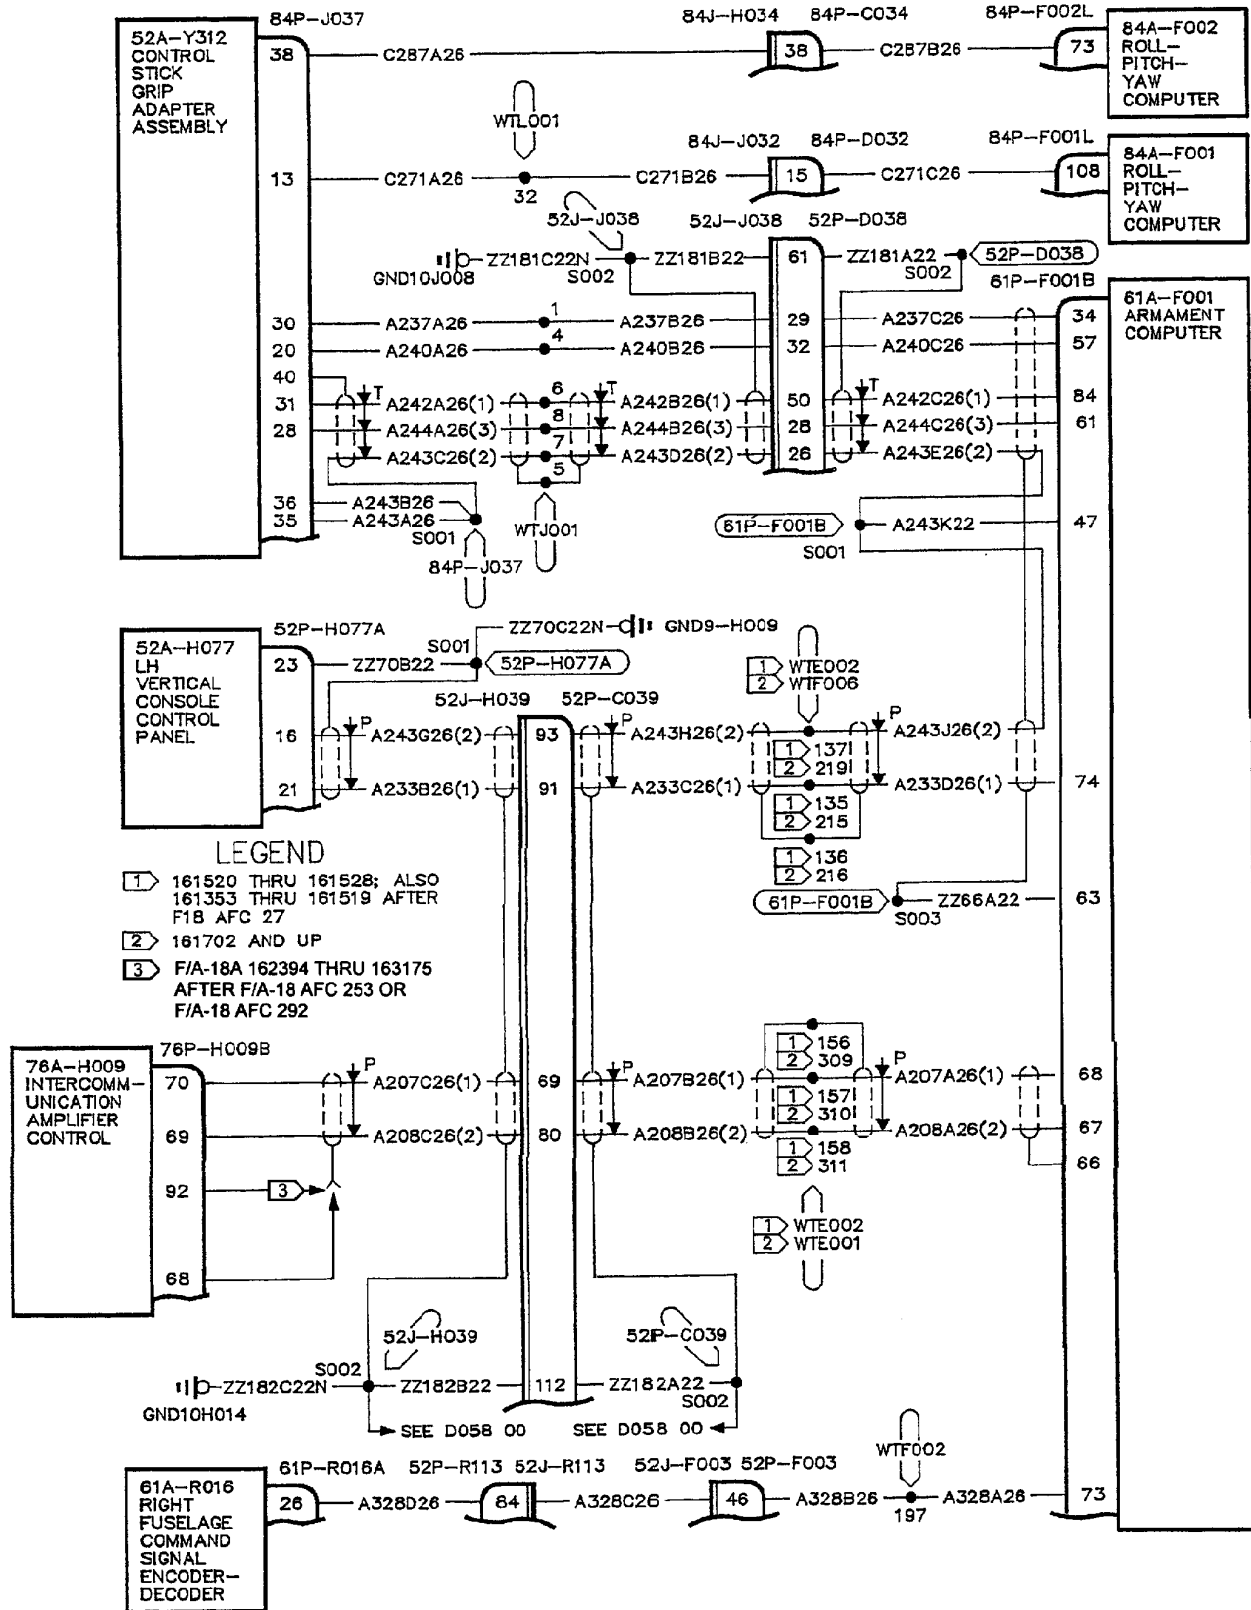 84P-J037
52A-Y312
CONTROL
STICK
GRIP
ADAPTER
ASSEMBLY
38
C287A26
84J-H034 84P-C034
38
C287B26
84P-F002L
73
84A-F002
ROLL-
PITCH-
YAW
COMPUTER
WTL001
13
C271A26
32
C271B26
84J-J032 84P-D032
15
C271C26
84P-F001L
108
84A-F001
ROLL-
PITCH-
YAW
COMPUTER
52J-J038
52J-J038 52P-D038
GND10J008
ZZ181C22N
S002
ZZ181B22
61
ZZ181A22
S002
52P-D038
61P-F001B
61A-F001
ARMAMENT
COMPUTER
30
A237A26
1
A237B26
29
A237C26
34
20
A240A26
4
A240B26
32
A240C26
57
40
31
T
A242A26(1)
6
T
A242B26(1)
50
T
A242C26(1)
84
28
A244A26(3)
8
A244B26(3)
28
A244C26(3)
61
A243C26(2)
7
A243D26(2)
26
A243E26(2)
5
36
A243B26
35
A243A26
S001
84P-J037
WTJ001
61P-F001B
S001
A243K22
47
52A-H077
LH
VERTICAL
CONSOLE
CONTROL
PANEL
52P-H077A
23
ZZ70B22
S001
ZZ70C22N
GND9-H009
52P-H077A
52J-H039 52P-C039
1 WTE002
2 WTF006
16
P
A243G26(2)
93
P
A243H26(2)
1 137
2 219
P
A243J26(2)
21
A233B26(1)
91
A233C26(1)
1 135
2 215
A233D26(1)
74
1 136
2 216
61P-F001B
S003
ZZ66A22
63
LEGEND
1 161520 THRU 161528; ALSO
161353 THRU 161519 AFTER
F18 AFC 27
2 161702 AND UP
3 F/A-18A 162394 THRU 163175
AFTER F/A-18 AFC 253 OR
F/A-18 AFC 292
76A-H009
INTERCOMM-
UNICATION
AMPLIFIER
CONTROL
76P-H009B
70
P
A207C26(1)
69
P
A207B26(1)
1 156
2 309
P
A207A26(1)
68
1 157
2 310
69
A208C26(2)
80
A208B26(2)
A208A26(2)
67
1 158
2 311
66
92
3
68
1 WTE002
2 WTE001
52J-H039
52P-C039
GND10H014
ZZ182C22N
S002
ZZ182B22
112
ZZ182A22
S002
SEE D058 00
SEE D058 00
61A-R016
RIGHT
FUSELAGE
COMMAND
SIGNAL
ENCODER-
DECODER
61P-R016A
26
A328D26
52P-R113 52J-R113
84
A328C26
52J-F003 52P-F003
46
A328B26
WTF002
197
A328A26
73